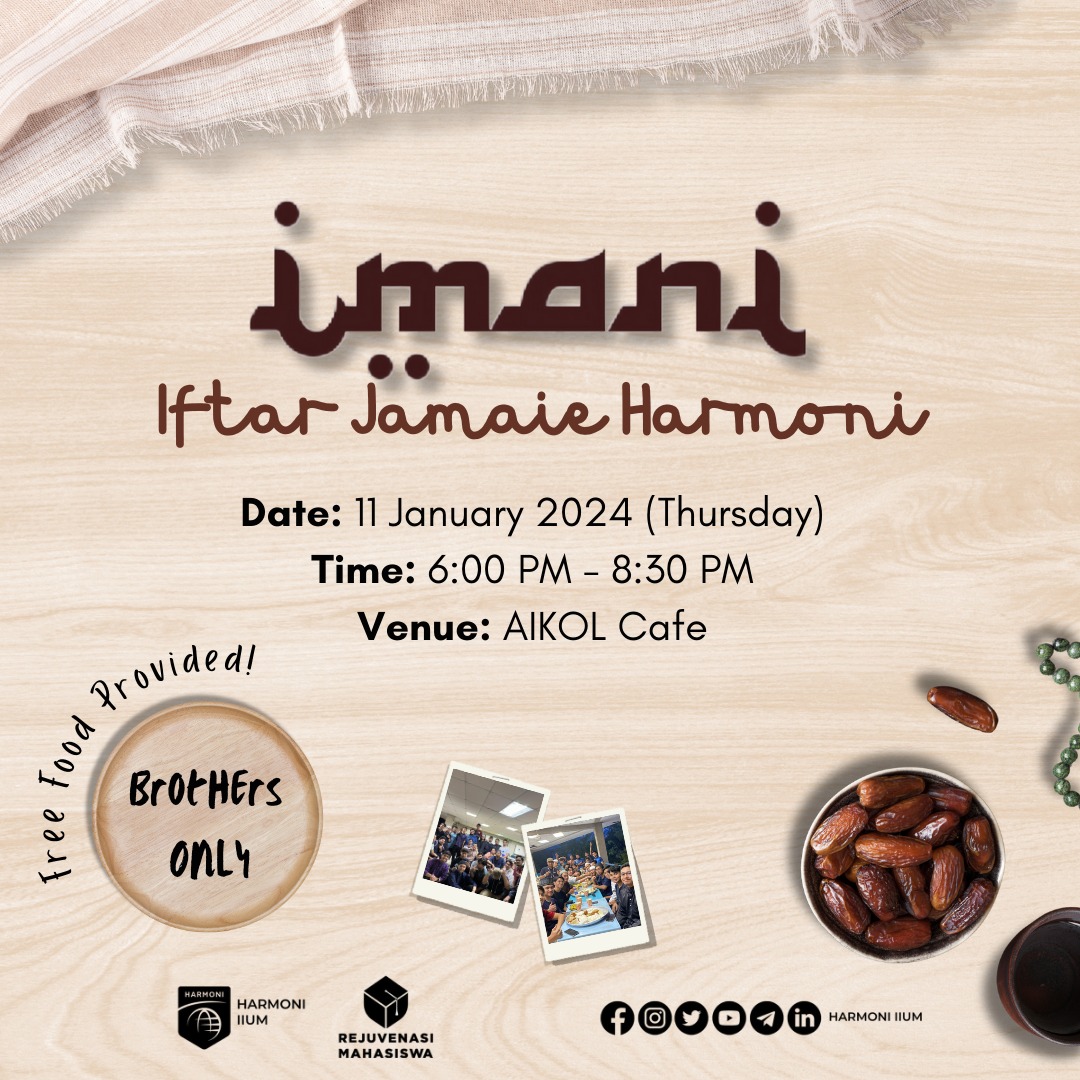 imani
Iftar Jamaie Harmoni
Date: 11 January 2024 (Thursday)
Time: 6:00 PM – 8:30 PM
Venue: AIKOL Cafe
Free Food Provided!
BrotHErs
ONLY
HARMONI
HARMONI
IIUM
REJUVENASI
MAHASISWA
HARMONI IIUM